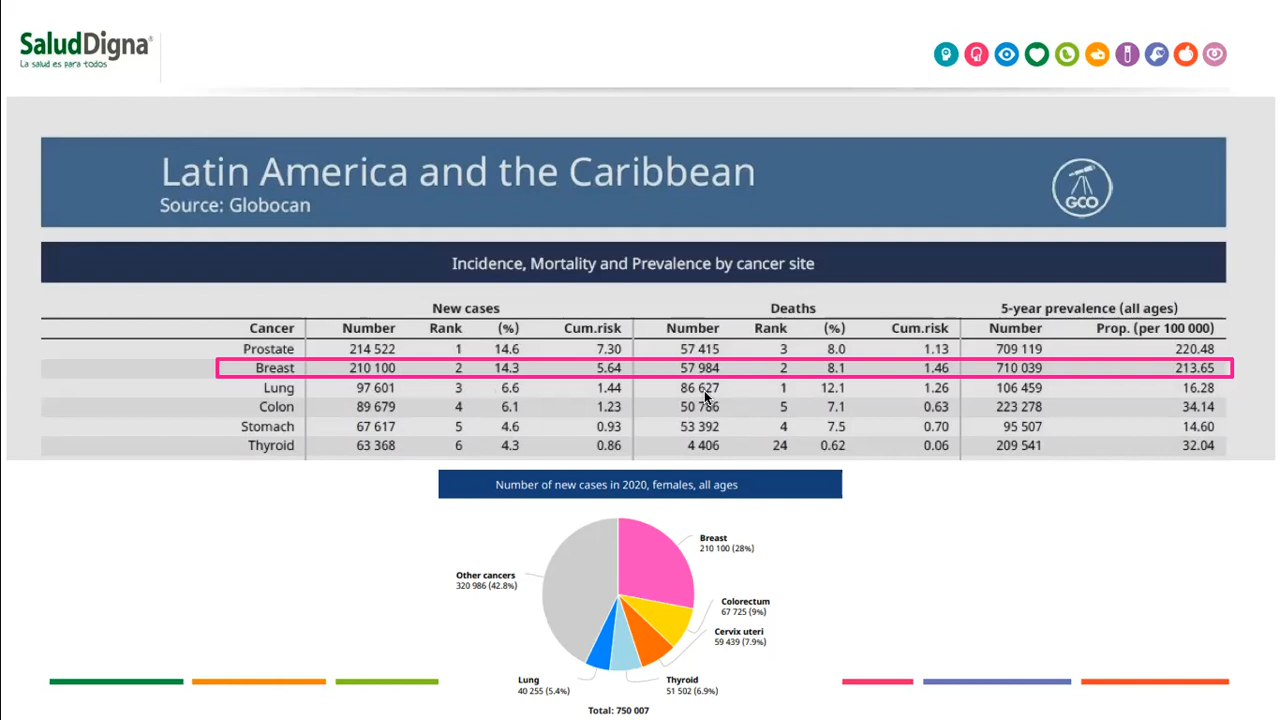 SaludDigna®
La salud es para todos
Latin America and the Caribbean
Source: Globocan
GCO
Incidence, Mortality and Prevalence by cancer site
New cases Deaths 5-year prevalence (all ages)
Cancer Number Rank (%) Cum.risk Number Rank (%) Cum.risk Number Prop. (per 100 000)
Prostate 214 522 1 14.6 7.30 57 415 3 8.0 1.13 709 119 220.48
Breast 210 100 2 14.3 5.64 57 984 2 8.1 1.46 710 039 213.65
Lung 97 601 3 6.6 1.44 86 627 1 12.1 1.26 106 459 16.28
Colon 89 679 4 6.1 1.23 50 786 5 7.1 0.63 223 278 34.14
Stomach 67 617 5 4.6 0.93 53 392 4 7.5 0.70 95 507 14.60
Thyroid 63 368 6 4.3 0.86 4 406 24 0.62 0.06 209 541 32.04
Number of new cases in 2020, females, all ages
Breast
210 100 (28%)
Other cancers
320 986 (42.8%)
Colorectum
67 725 (9%)
Cervix uteri
59 439 (7.9%)
Lung
40 255 (5.4%)
Thyroid
51 502 (6.9%)
Total: 750 007